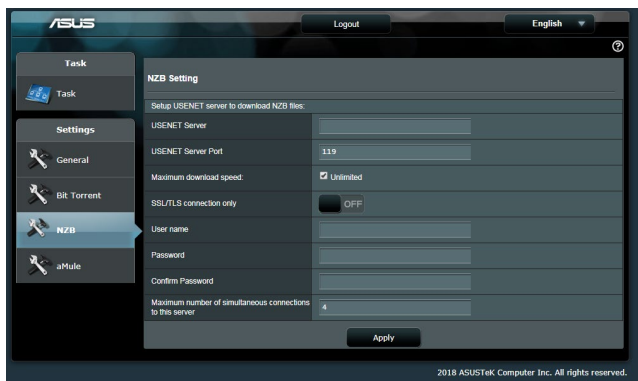 ASUS
Logout
English
?
Task
Task
Settings
General
Bit Torrent
NZB
aMule
NZB Setting
Setup USENET server to download NZB files:
USENET Server
USENET Server Port
119
Maximum download speed:
Unlimited
SSL/TLS connection only
OFF
User name
Password
Confirm Password
Maximum number of simultaneous connections
to this server
4
Apply
2018 ASUSTeK Computer Inc. All rights reserved.